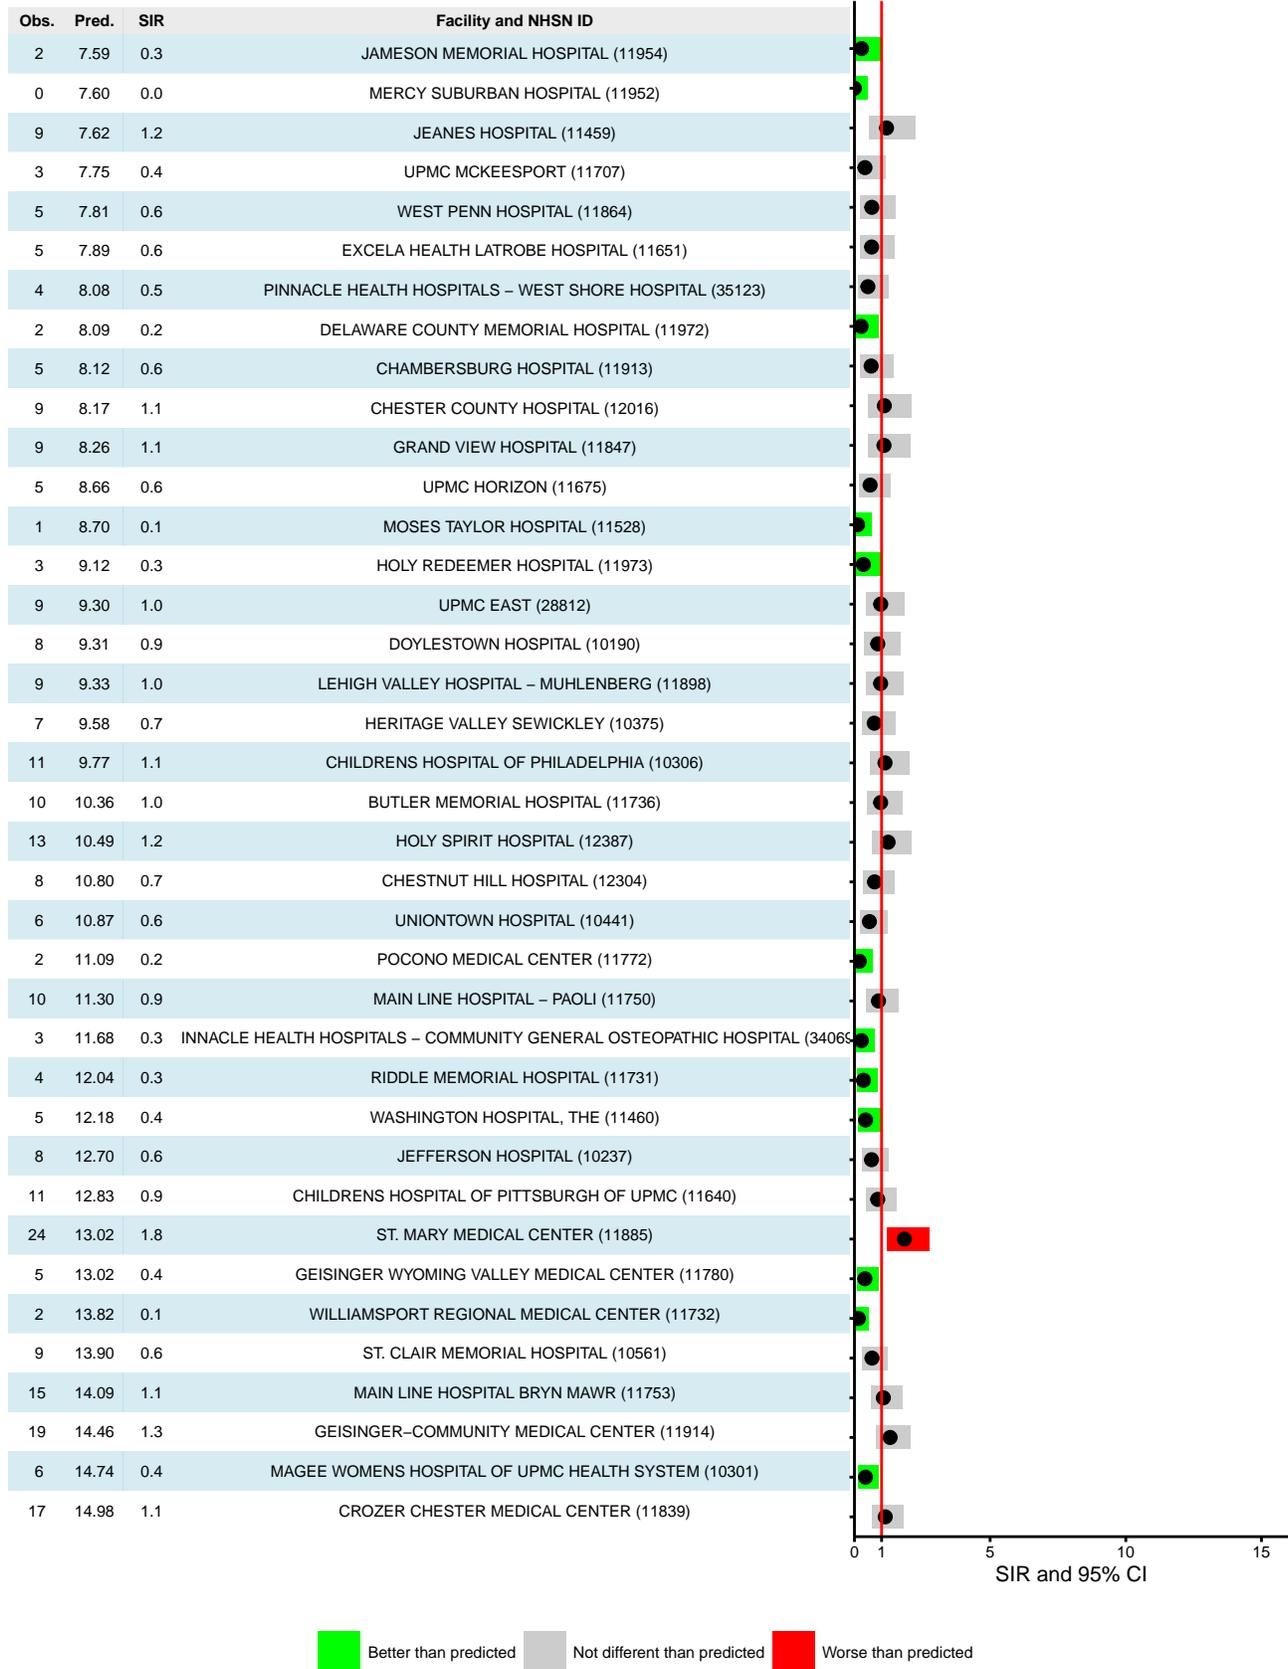 Obs. Pred. SIR Facility and NHSN ID
2 7.59 0.3 JAMESON MEMORIAL HOSPITAL (11954)
0 7.60 0.0 MERCY SUBURBAN HOSPITAL (11952)
9 7.62 1.2 JEANES HOSPITAL (11459)
3 7.75 0.4 UPMC MCKEESPORT (11707)
5 7.81 0.6 WEST PENN HOSPITAL (11864)
5 7.89 0.6 EXCELA HEALTH LATROBE HOSPITAL (11651)
4 8.08 0.5 PINNACLE HEALTH HOSPITALS – WEST SHORE HOSPITAL (35123)
2 8.09 0.2 DELAWARE COUNTY MEMORIAL HOSPITAL (11972)
5 8.12 0.6 CHAMBERSBURG HOSPITAL (11913)
9 8.17 1.1 CHESTER COUNTY HOSPITAL (12016)
9 8.26 1.1 GRAND VIEW HOSPITAL (11847)
5 8.66 0.6 UPMC HORIZON (11675)
1 8.70 0.1 MOSES TAYLOR HOSPITAL (11528)
3 9.12 0.3 HOLY REDEEMER HOSPITAL (11973)
9 9.30 1.0 UPMC EAST (28812)
8 9.31 0.9 DOYLESTOWN HOSPITAL (10190)
9 9.33 1.0 LEHIGH VALLEY HOSPITAL – MUHLENBERG (11898)
7 9.58 0.7 HERITAGE VALLEY SEWICKLEY (10375)
11 9.77 1.1 CHILDRENS HOSPITAL OF PHILADELPHIA (10306)
10 10.36 1.0 BUTLER MEMORIAL HOSPITAL (11736)
13 10.49 1.2 HOLY SPIRIT HOSPITAL (12387)
8 10.80 0.7 CHESTNUT HILL HOSPITAL (12304)
6 10.87 0.6 UNIONTOWN HOSPITAL (10441)
2 11.09 0.2 POCONO MEDICAL CENTER (11772)
10 11.30 0.9 MAIN LINE HOSPITAL – PAOLI (11750)
3 11.68 0.3 INNACLE HEALTH HOSPITALS – COMMUNITY GENERAL OSTEOPATHIC HOSPITAL (34069
4 12.04 0.3 RIDDLE MEMORIAL HOSPITAL (11731)
5 12.18 0.4 WASHINGTON HOSPITAL, THE (11460)
8 12.70 0.6 JEFFERSON HOSPITAL (10237)
11 12.83 0.9 CHILDRENS HOSPITAL OF PITTSBURGH OF UPMC (11640)
24 13.02 1.8 ST. MARY MEDICAL CENTER (11885)
5 13.02 0.4 GEISINGER WYOMING VALLEY MEDICAL CENTER (11780)
2 13.82 0.1 WILLIAMSPORT REGIONAL MEDICAL CENTER (11732)
9 13.90 0.6 ST. CLAIR MEMORIAL HOSPITAL (10561)
15 14.09 1.1 MAIN LINE HOSPITAL BRYN MAWR (11753)
19 14.46 1.3 GEISINGER–COMMUNITY MEDICAL CENTER (11914)
6 14.74 0.4 MAGEE WOMENS HOSPITAL OF UPMC HEALTH SYSTEM (10301)
17 14.98 1.1 CROZER CHESTER MEDICAL CENTER (11839)
0 1 5 10 15
SIR and 95% CI
Better than predicted Not different than predicted Worse than predicted